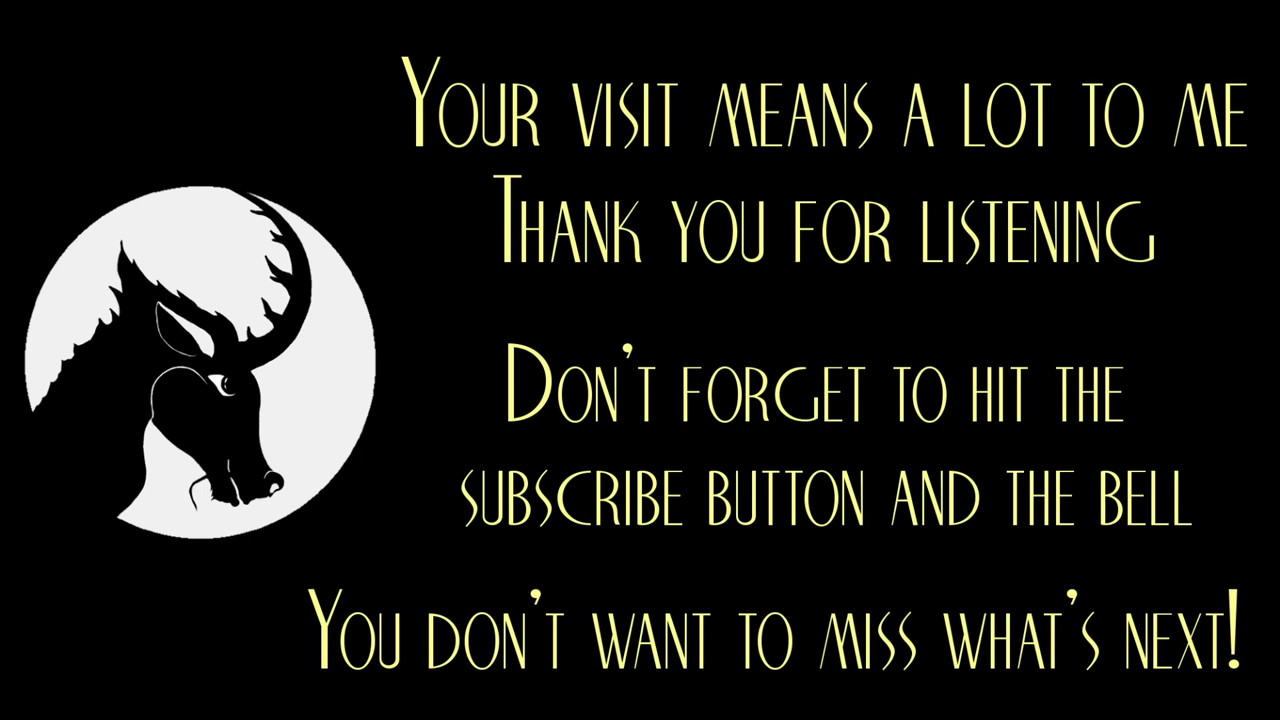 Your visit means a lot to me
Thank you for listening
Don't forget to hit the
subscribe button and the bell
You don't want to miss what's next!